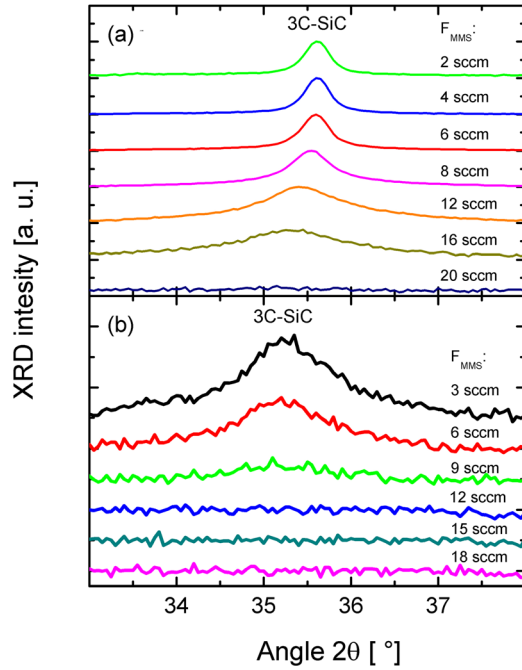 (a)
3C-SiC
FMMS:
2 sccm
4 sccm
6 sccm
8 sccm
12 sccm
16 sccm
20 sccm
XRD intesity [a. u.]
(b)
3C-SiC
FMMS:
3 sccm
6 sccm
9 sccm
12 sccm
15 sccm
18 sccm
34 35 36 37
Angle 2θ [ °]